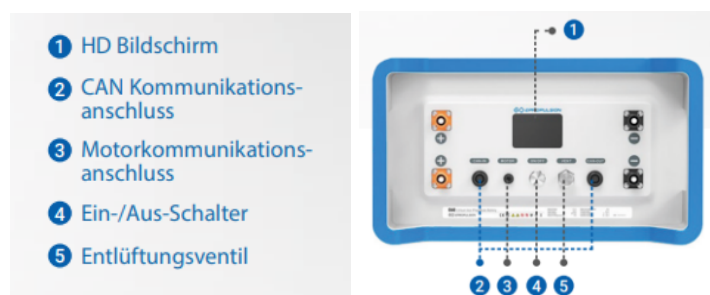 1 HD Bildschirm
2 CAN Kommunikations-
anschluss
3 Motorkommunikations-
anschluss
4 Ein-/Aus-Schalter
5 Entlüftungsventil
1
EPROPULSION
2 3 4 5